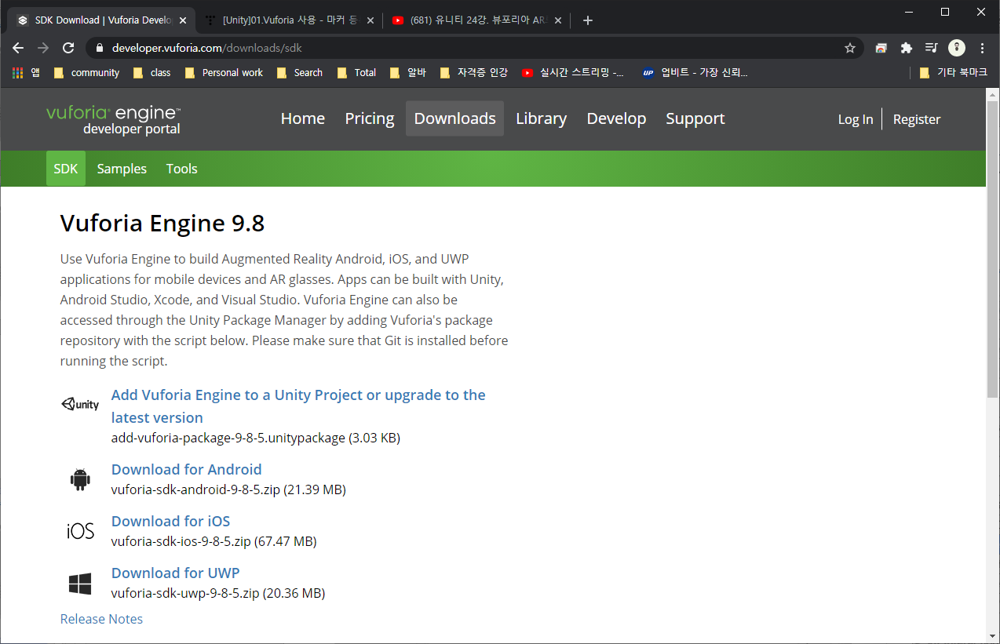 SDK Download | Vuforia Develo
[Unity]01.Vuforia 사용 - 마커 등
(681) 유니티 24강. 뷰포리아 AR
developer.vuforia.com/downloads/sdk
앱 community class Personal work Search Total 알바 자격증 인강 실시간 스트리밍 -... UP 업비트 - 가장 신뢰... 기타 북마크
vuforia engine™
developer portal
Home Pricing Downloads Library Develop Support Log In Register
SDK Samples Tools
Vuforia Engine 9.8
Use Vuforia Engine to build Augmented Reality Android, iOS, and UWP
applications for mobile devices and AR glasses. Apps can be built with Unity,
Android Studio, Xcode, and Visual Studio. Vuforia Engine can also be
accessed through the Unity Package Manager by adding Vuforia's package
repository with the script below. Please make sure that Git is installed before
running the script.
unity
Add Vuforia Engine to a Unity Project or upgrade to the
latest version
add-vuforia-package-9-8-5.unitypackage (3.03 KB)
Download for Android
vuforia-sdk-android-9-8-5.zip (21.39 MB)
iOS
Download for iOS
vuforia-sdk-ios-9-8-5.zip (67.47 MB)
Download for UWP
vuforia-sdk-uwp-9-8-5.zip (20.36 MB)
Release Notes